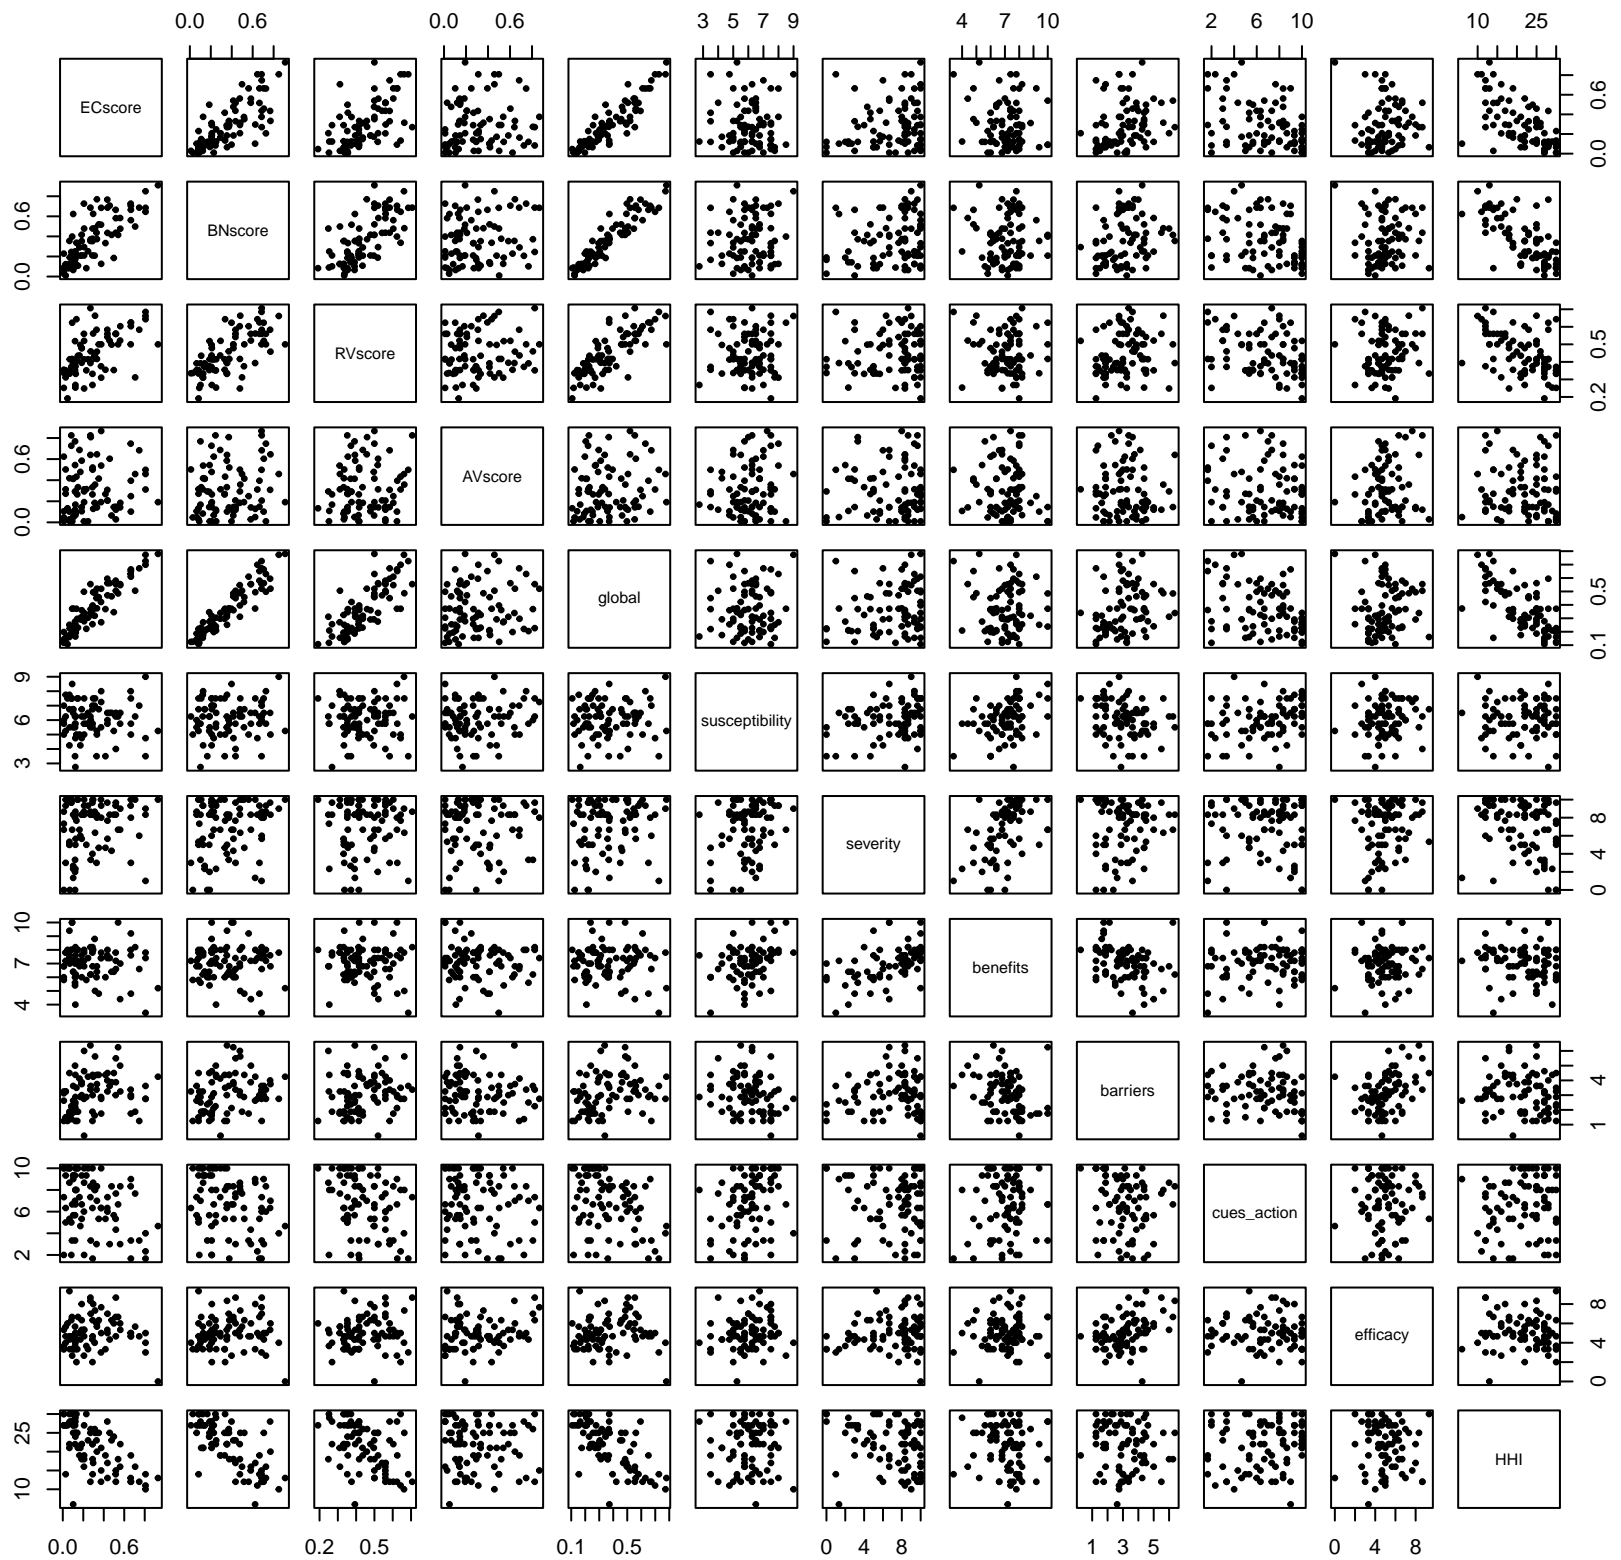 0.0 0.6 0.0 0.6 3 5 6 7 9 4 7 10 2 6 10 10 25
ECscore 0.0 0.6
0.0 0.6 BNscore
RVscore 0.2 0.5
0.0 0.6 AVscore
global 0.1 0.5
3 6 9 susceptibility
severity 0 4 8
4 7 10 benefits
barriers 1 4
2 6 10 cues_action
efficacy 0 4 8
10 25 HHI
0.0 0.6 0.2 0.5 0.1 0.5 0 4 8 1 3 5 0 4 8